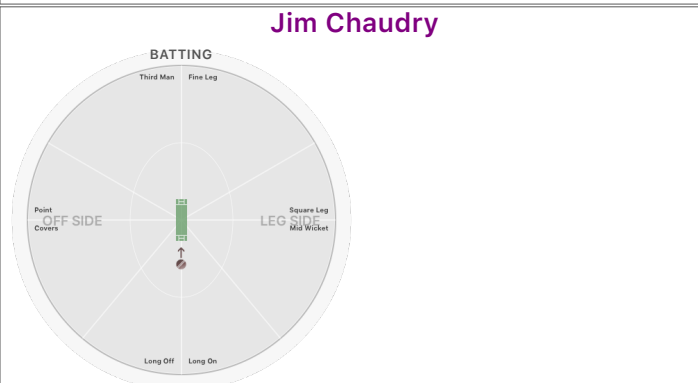 Jim Chaudry
BATTING
Third Man Fine Leg
Point Square Leg
OFF SIDE LEG SIDE
Covers Mid Wicket
Long Off Long On